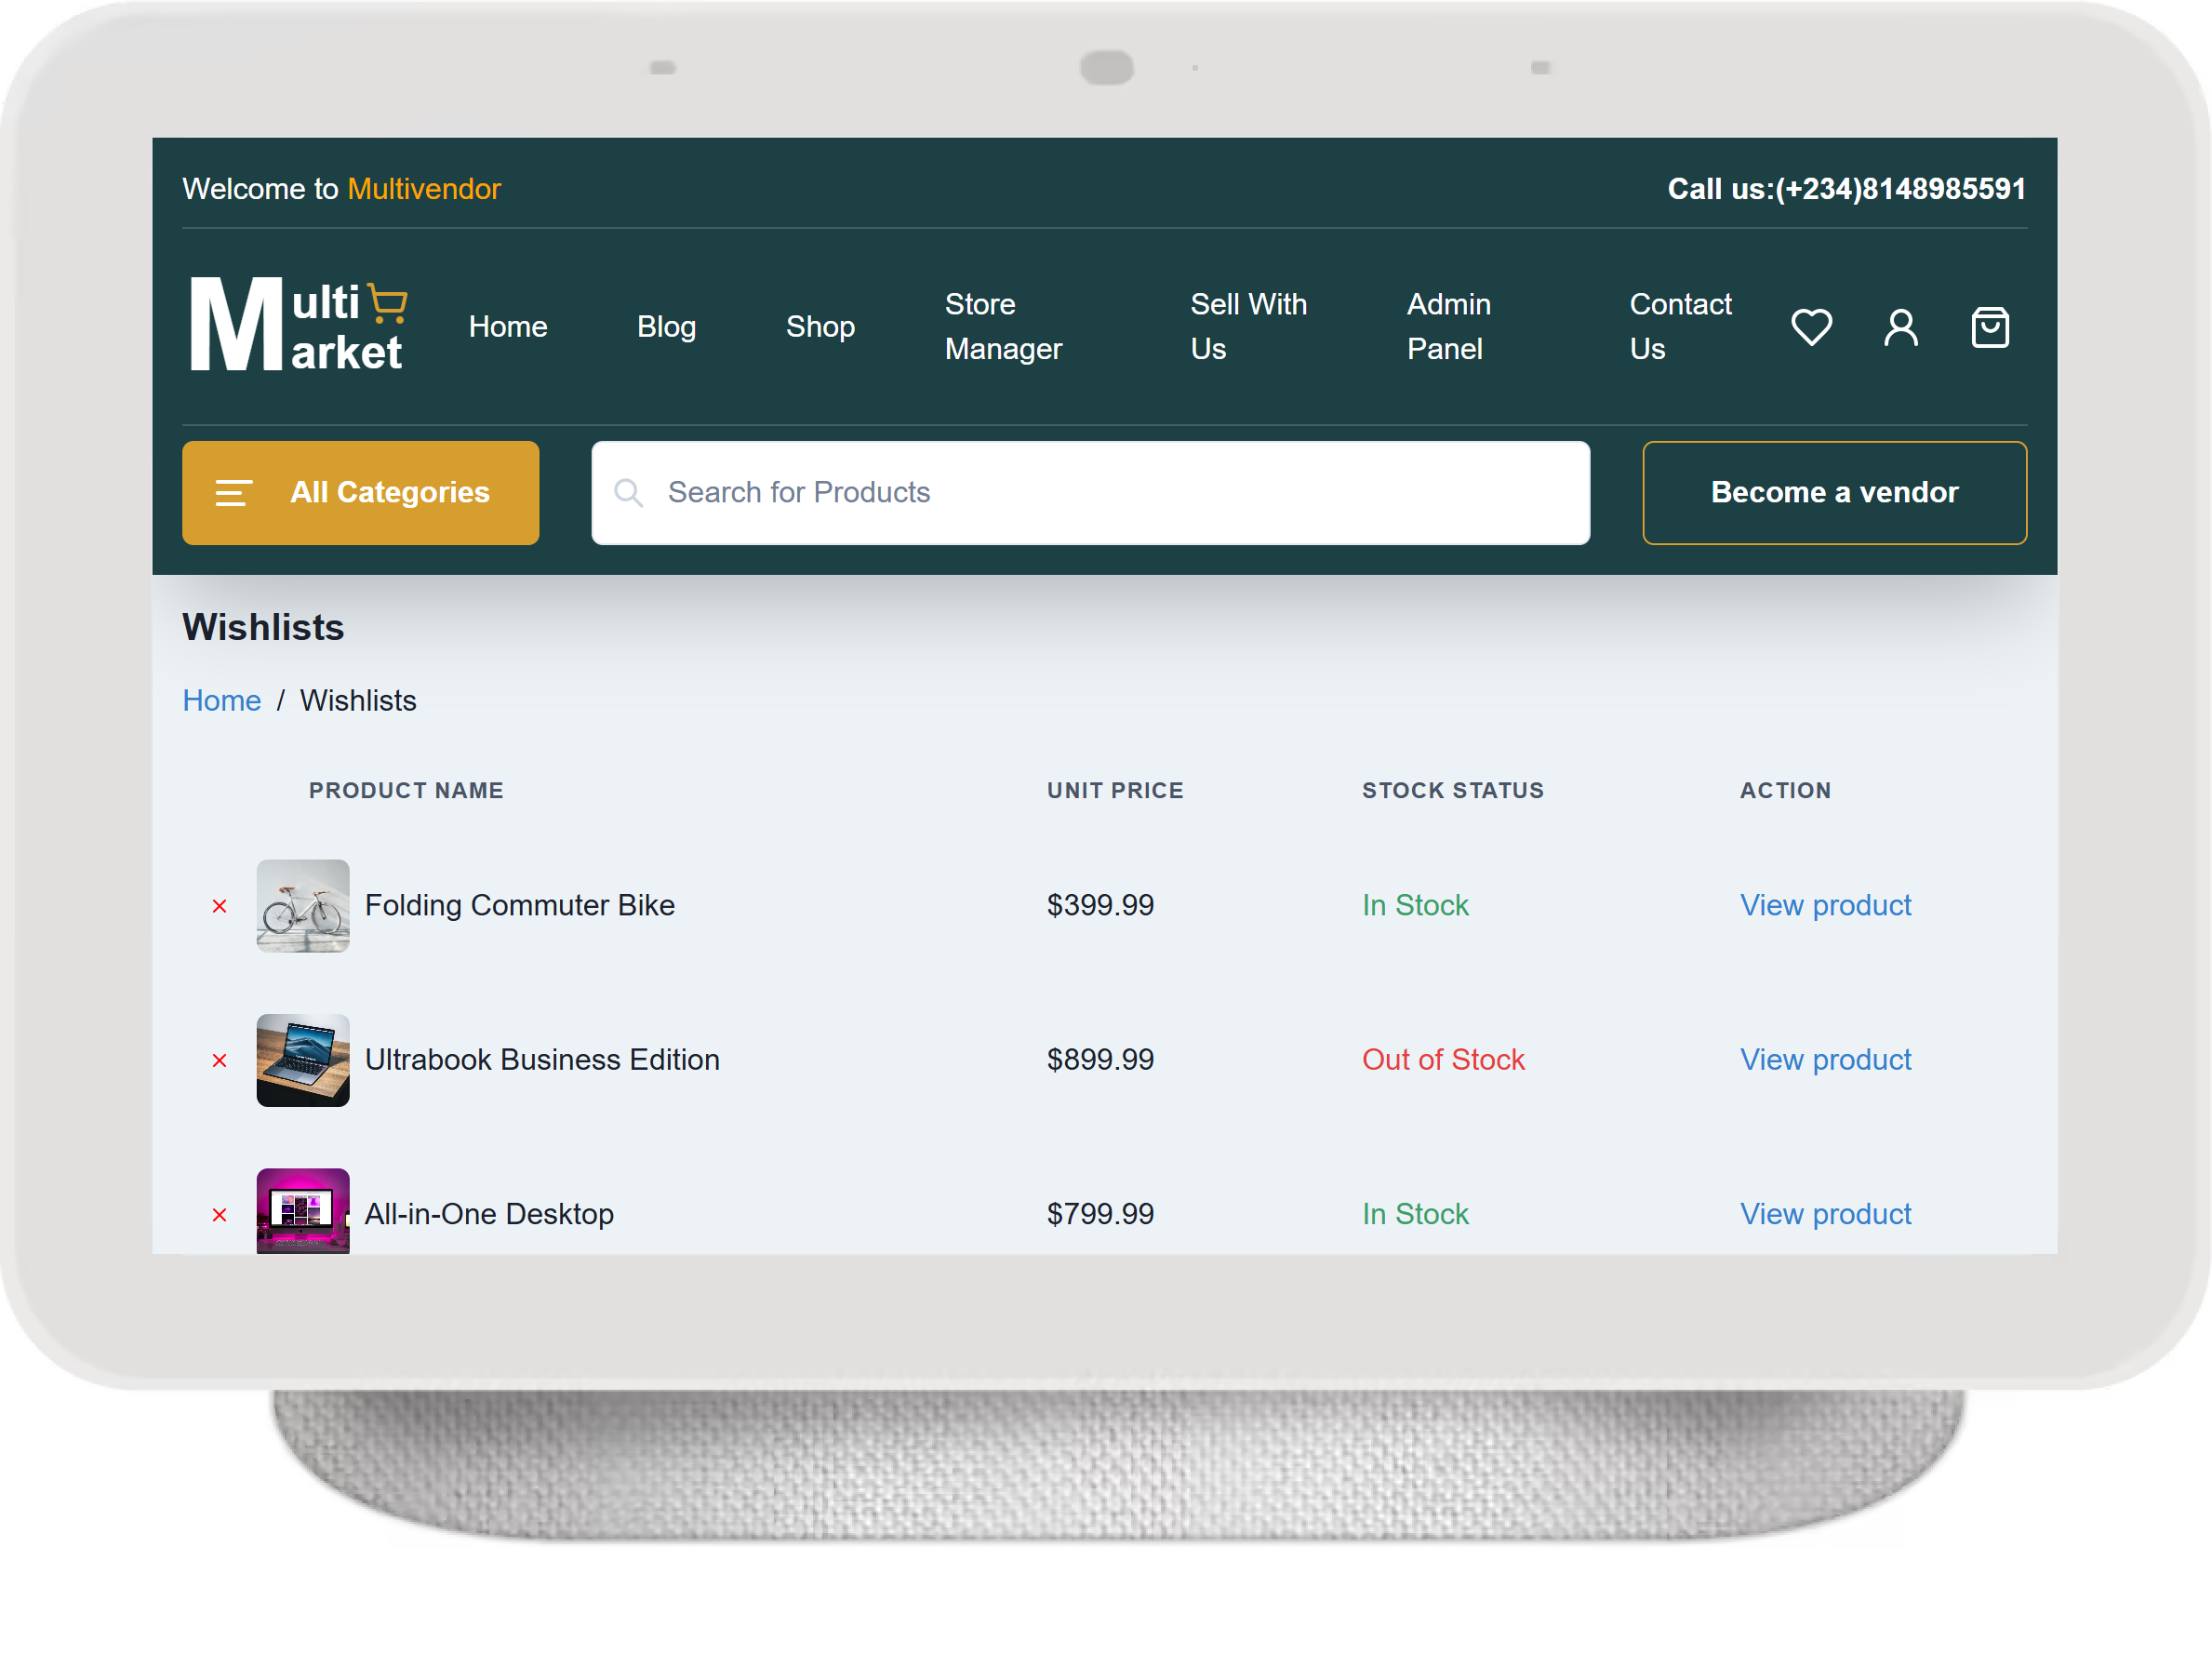 Welcome to Multivendor
Call us:(+234)8148985591
Multi
Market
Home
Blog
Shop
Store
Manager
Sell With
Us
Admin
Panel
Contact
Us
All Categories
Search for Products
Become a vendor
Wishlists
Home / Wishlists
PRODUCT NAME
UNIT PRICE
STOCK STATUS
ACTION
Folding Commuter Bike
$399.99
In Stock
View product
Ultrabook Business Edition
$899.99
Out of Stock
View product
All-in-One Desktop
$799.99
In Stock
View product